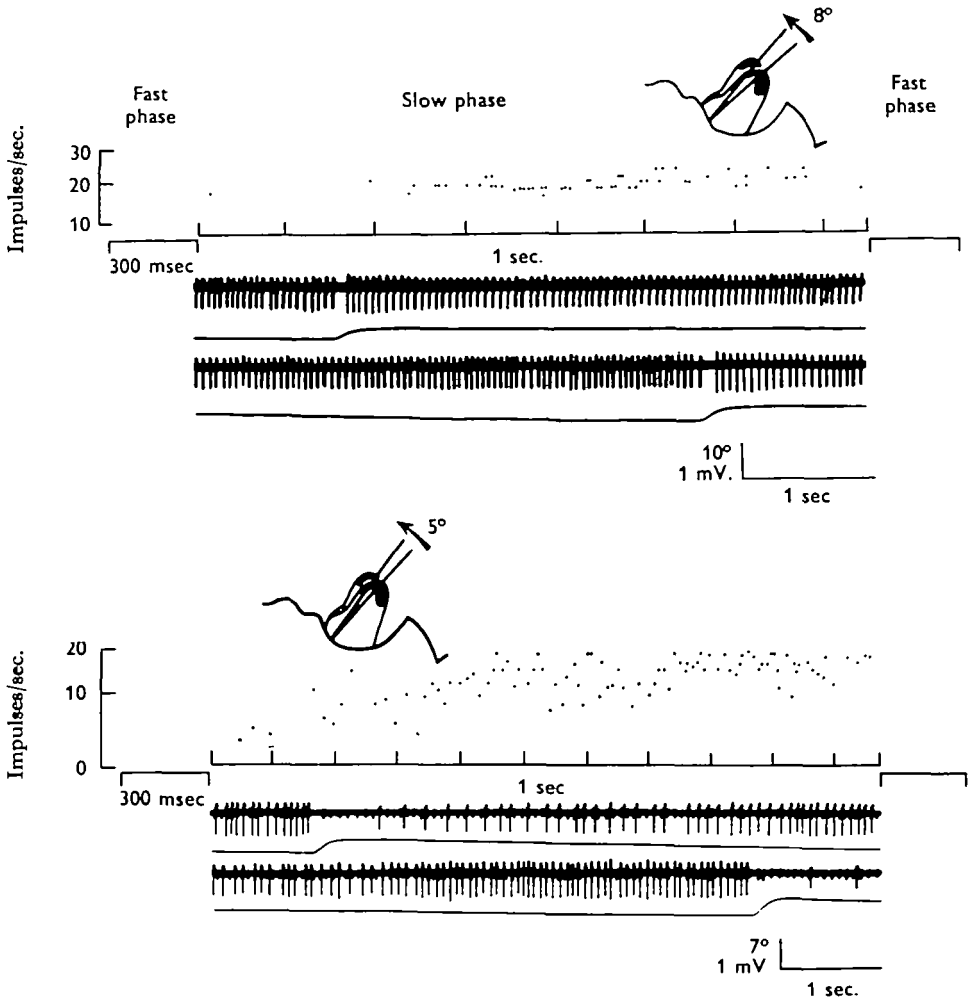 8°
Fast
phase
Slow phase
Fast
phase
Impulses/sec.
30
20
10
300 msec
1 sec.
10°
1 mV.
1 sec
5°
Impulses/sec.
20
10
0
300 msec
1 sec
7°
1 mV
1 sec.